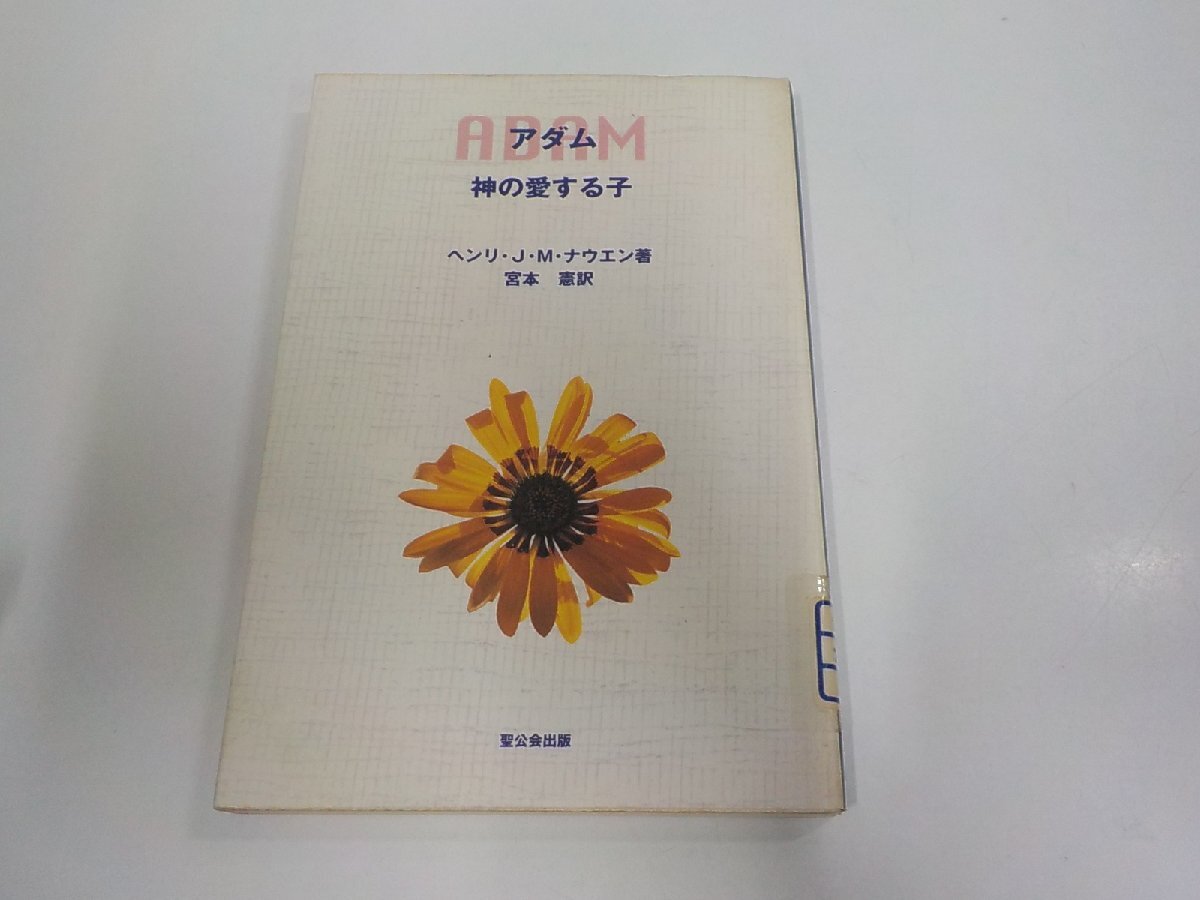 ADAM
アダム
神の愛する子
ヘンリ・J・M・ナウエン著
宮本 憲訳
聖公会出版